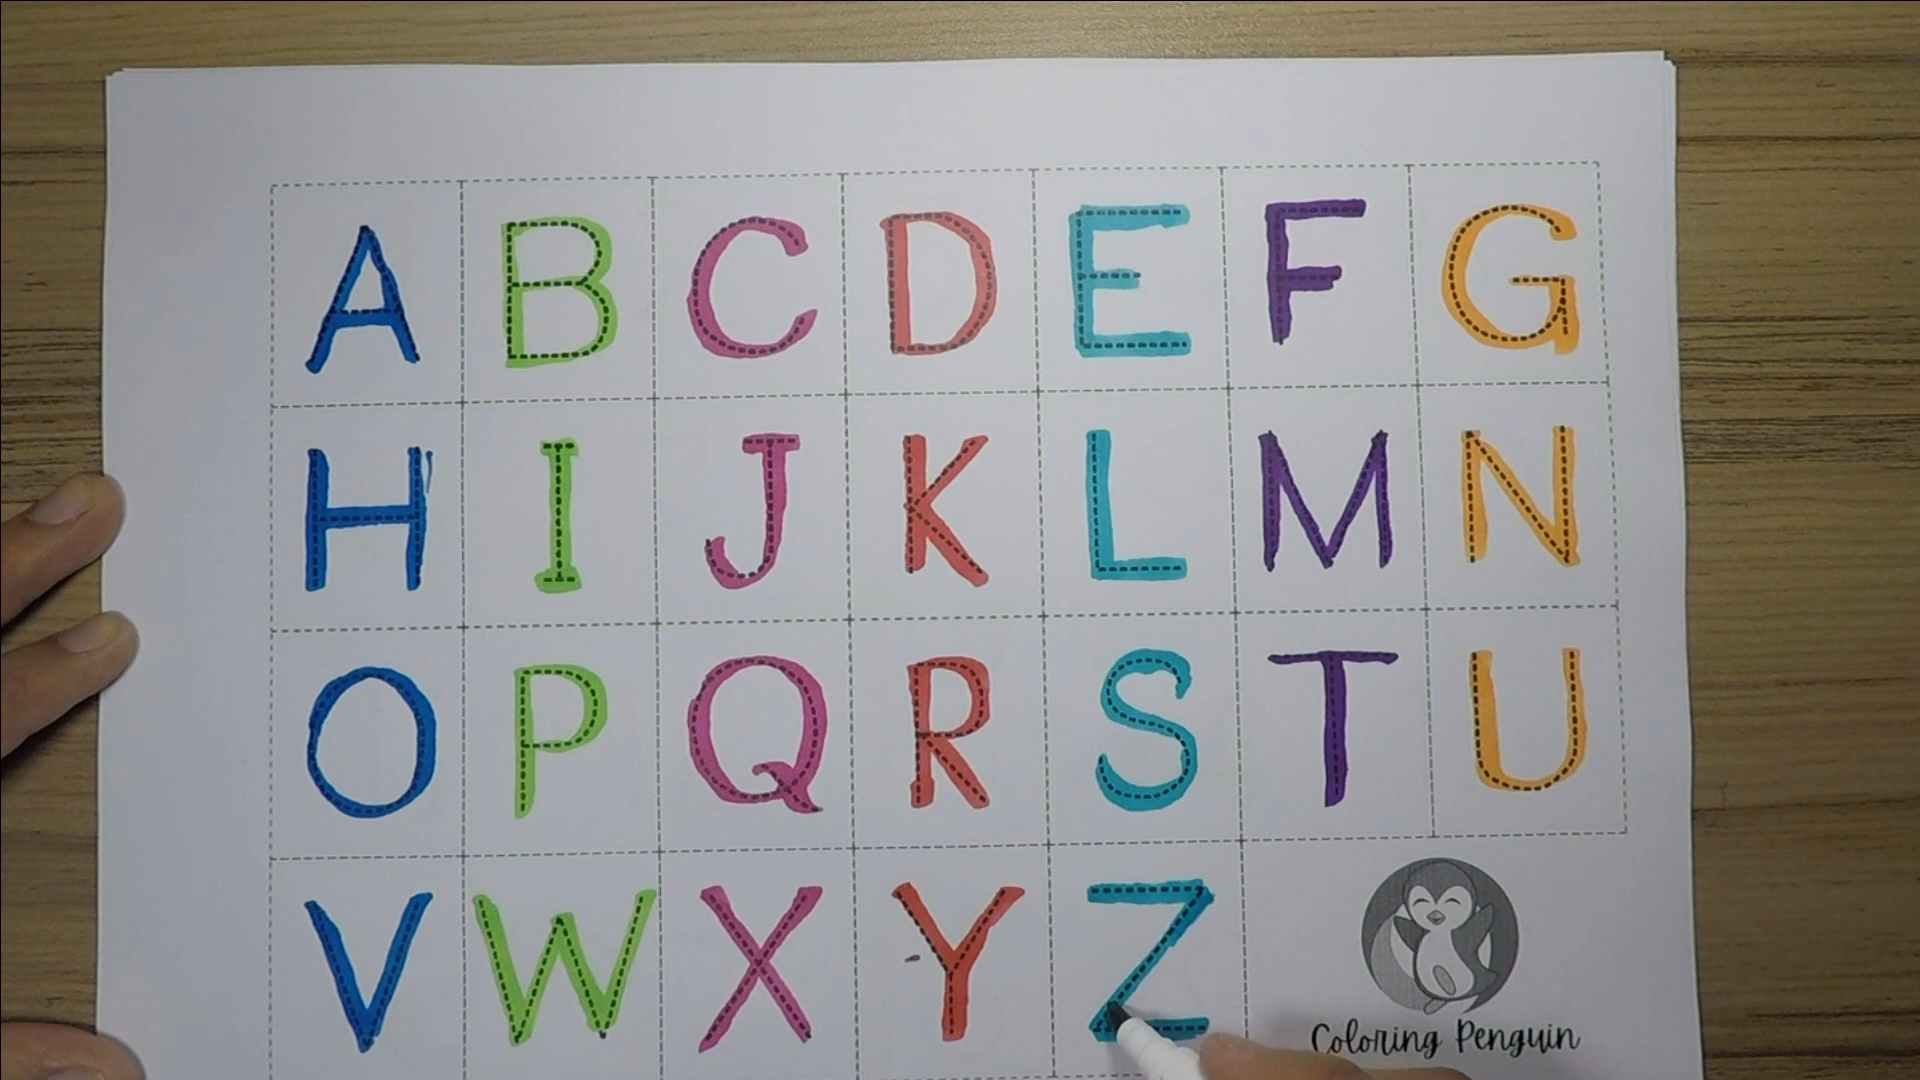 A B C D E F G
H I J K L M N
O P Q R S T U
V W X Y Z
Coloring Penguin